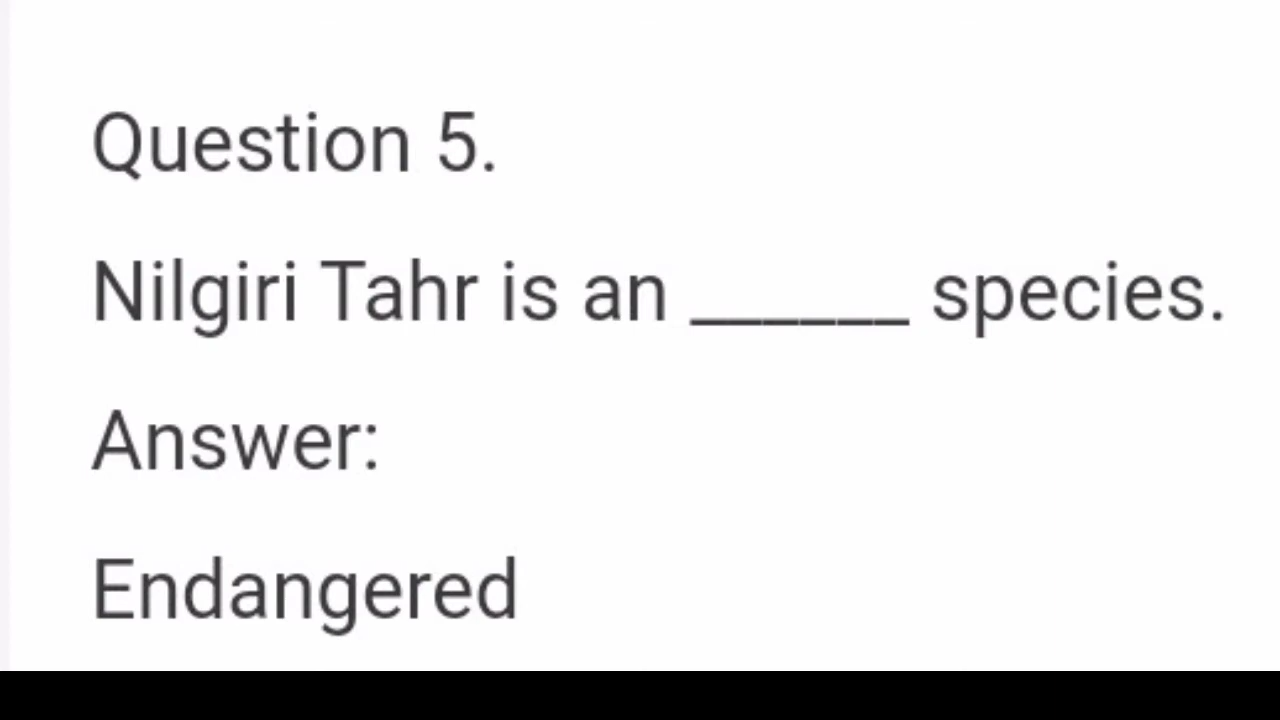 Question 5.
Nilgiri Tahr is an ______ species.
Answer:
Endangered